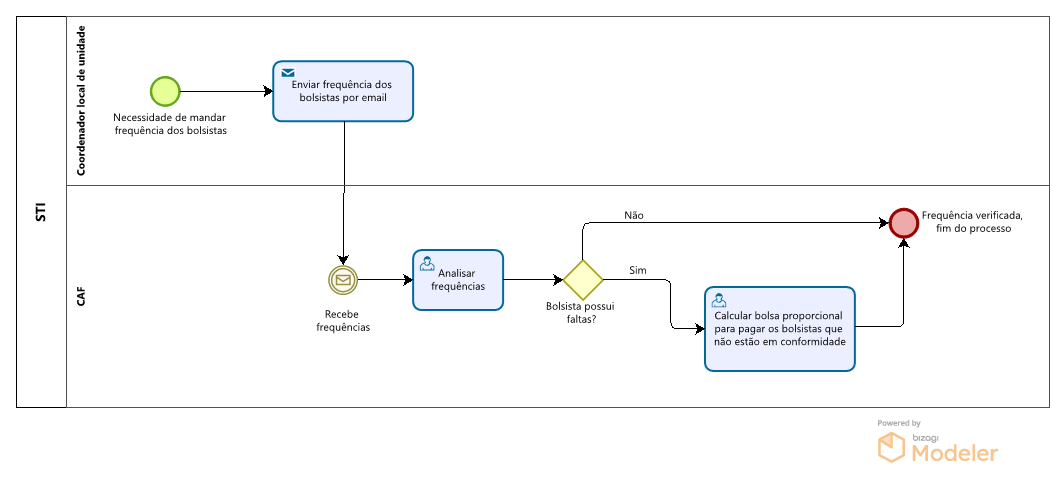 STI
Coordenador local de unidade
Necessidade de mandar
frequência dos bolsistas
Enviar frequência dos
bolsistas por email
CAF
Recebe
frequências
Analisar
frequências
Bolsista possui
faltas?
Não
Sim
Calcular bolsa proporcional
para pagar os bolsistas que
não estão em conformidade
Frequência verificada,
fim do processo
Powered by
bizagi
Modeler